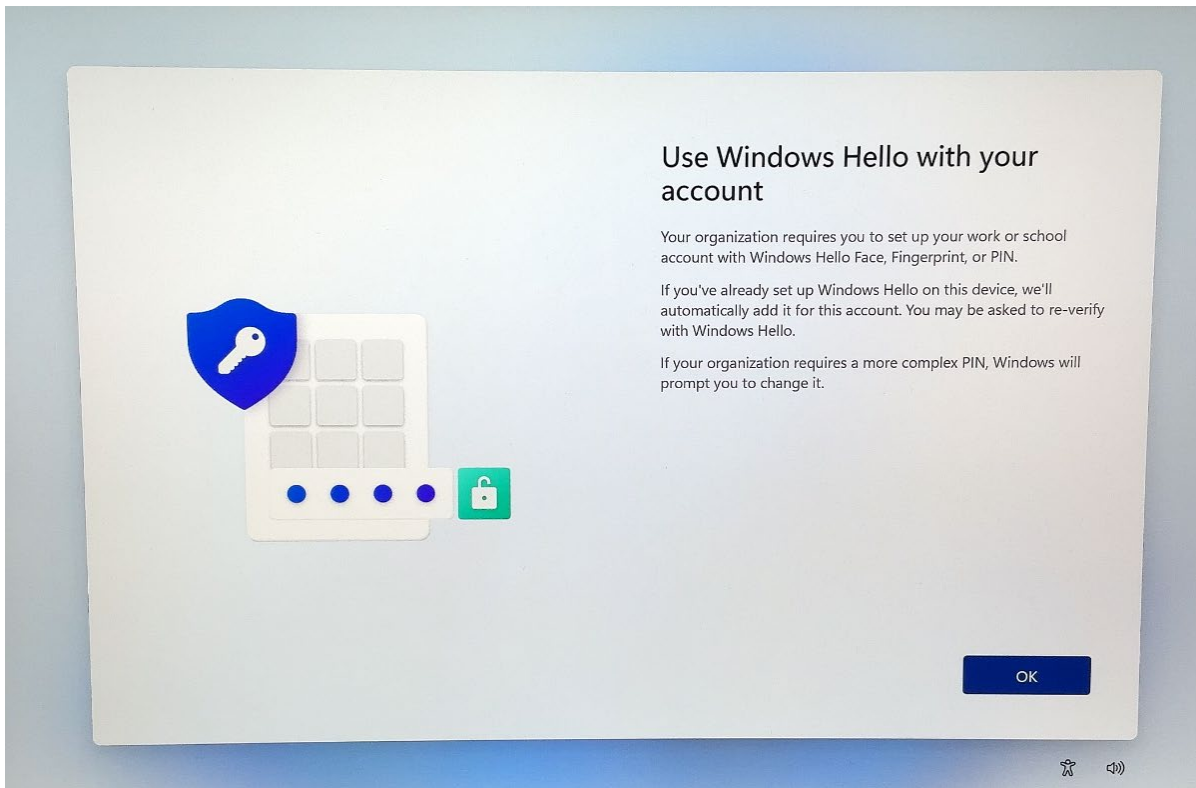 Use Windows Hello with your
account
Your organization requires you to set up your work or school
account with Windows Hello Face, Fingerprint, or PIN.
If you've already set up Windows Hello on this device, we'll
automatically add it for this account. You may be asked to re-verify
with Windows Hello.
If your organization requires a more complex PIN, Windows will
prompt you to change it.
OK